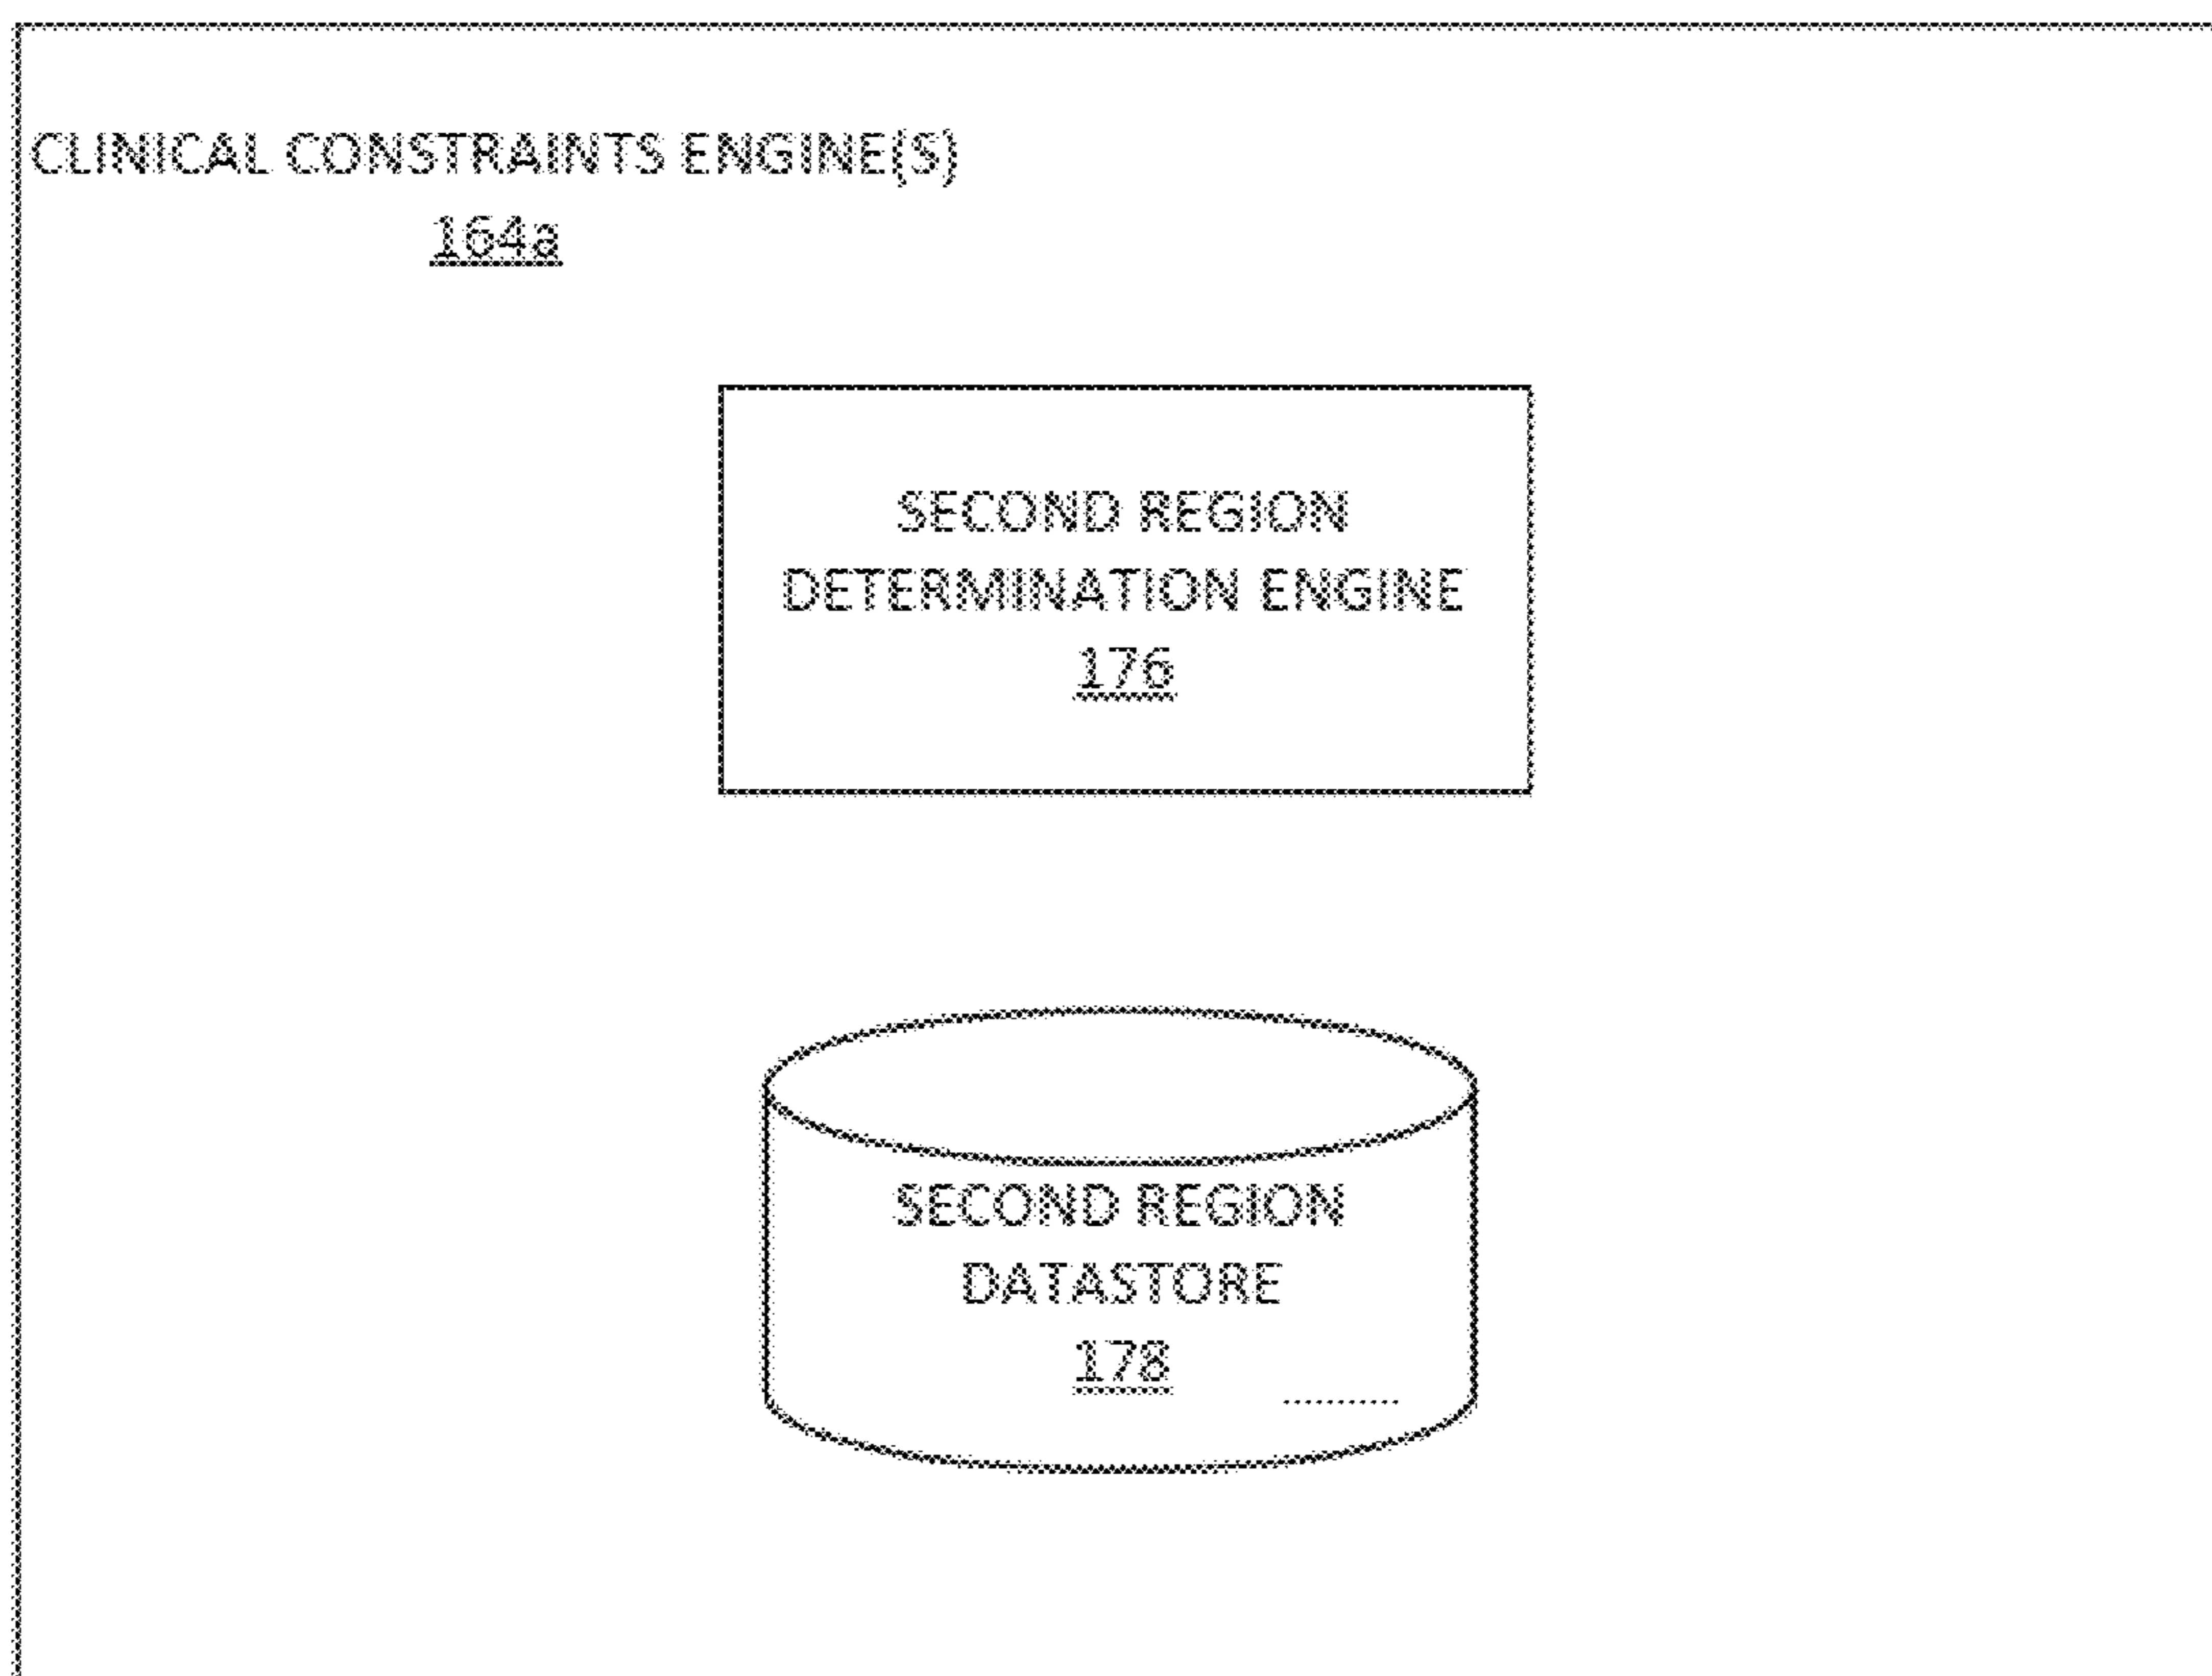 CLINICAL CONSTRAINTS ENGINE(S)
164a
SECOND REGION
DETERMINATION ENGINE
176
SECOND REGION
DATASTORE
178